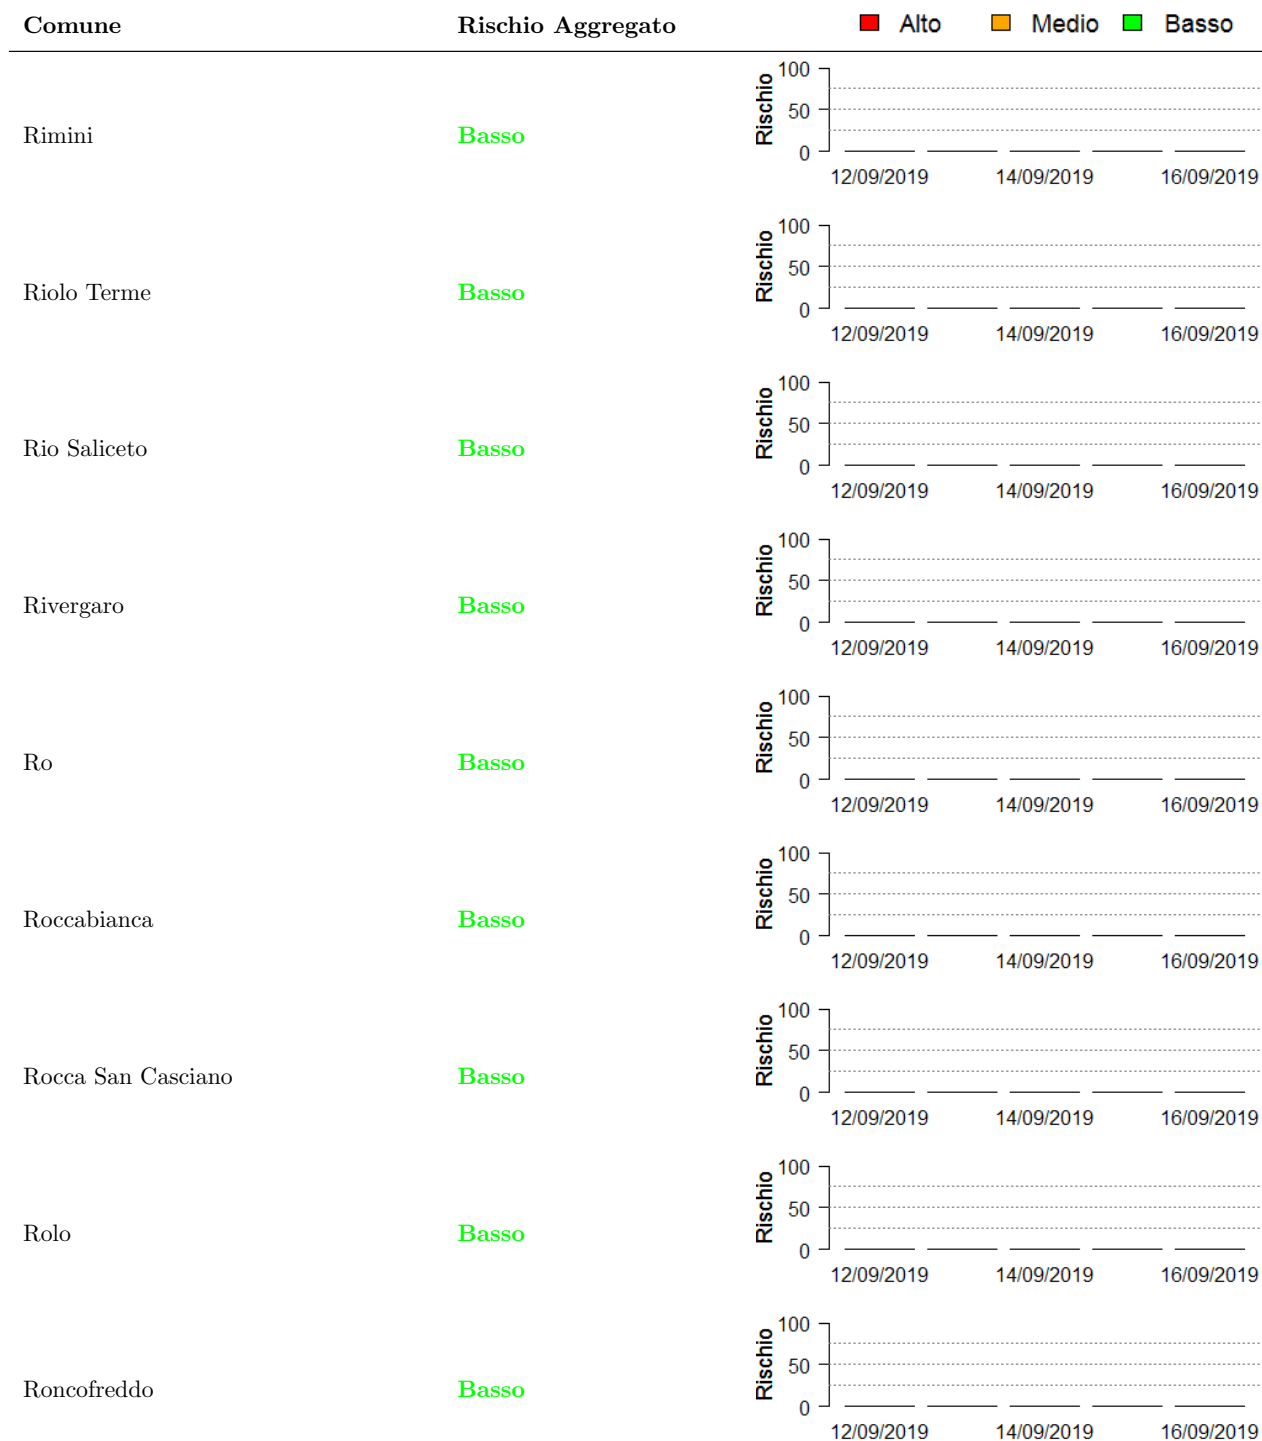 Comune Rischio Aggregato Alto Medio Basso
100
50
0
Rischio
Rimini Basso
12/09/2019 14/09/2019 16/09/2019
100
50
0
Rischio
Riolo Terme Basso
12/09/2019 14/09/2019 16/09/2019
100
50
0
Rischio
Rio Saliceto Basso
12/09/2019 14/09/2019 16/09/2019
100
50
0
Rischio
Rivergaro Basso
12/09/2019 14/09/2019 16/09/2019
100
50
0
Rischio
Ro Basso
12/09/2019 14/09/2019 16/09/2019
100
50
0
Rischio
Roccabianca Basso
12/09/2019 14/09/2019 16/09/2019
100
50
0
Rischio
Rocca San Casciano Basso
12/09/2019 14/09/2019 16/09/2019
100
50
0
Rischio
Rolo Basso
12/09/2019 14/09/2019 16/09/2019
100
50
0
Rischio
Roncofreddo Basso
12/09/2019 14/09/2019 16/09/2019